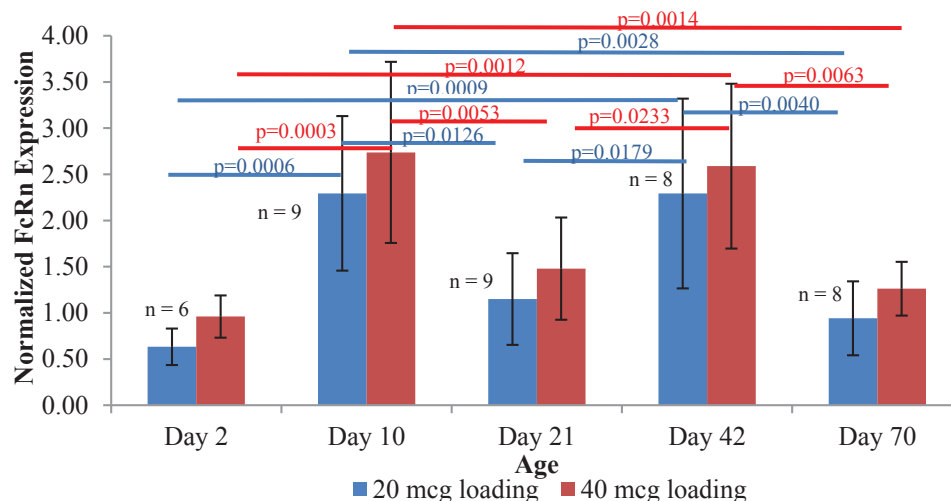 p=0.0014
4.00
p=0.0028
3.50
p=0.0012
p=0.0063
p=0.0009
p=0.0040
3.00
p=0.0053
p=0.0233
p=0.0003
p=0.0126
2.50
p=0.0006
p=0.0179
n = 8
2.00
n = 9
1.50
n = 9
n = 8
1.00
n = 6
0.50
0.00
Normalized FcRn Expression
Day 2 Day 10 Day 21 Day 42 Day 70
Age
20 mcg loading 40 mcg loading